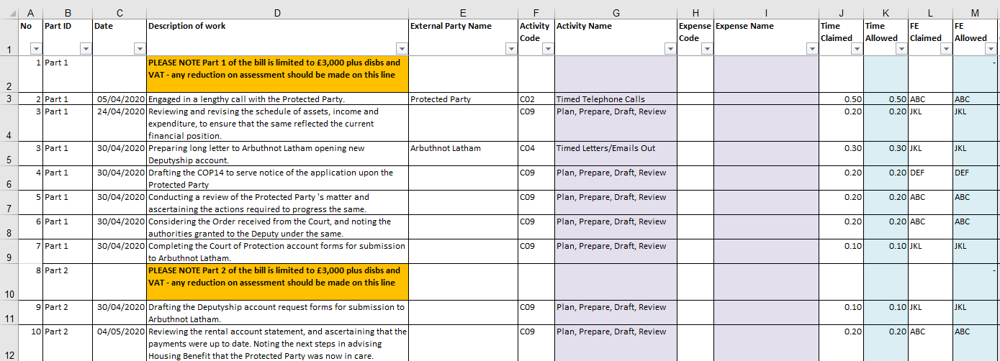 A B C D E F G H I J K L M
No Part ID Date Description of work External Party Name Activity Code Activity Name Expense Code Expense Name Time Claimed Time Allowed FE Claimed FE Allowed
1
1 Part 1 PLEASE NOTE Part 1 of the bill is limited to £3,000 plus disbs and
VAT - any reduction on assessment should be made on this line -
2
3 2 Part 1 05/04/2020 Engaged in a lengthy call with the Protected Party. Protected Party C02 Timed Telephone Calls 0.50 0.50 ABC ABC
3 Part 1 24/04/2020 Reviewing and revising the schedule of assets, income and C09 Plan, Prepare, Draft, Review 0.20 0.20 JKL JKL
expenditure, to ensure that the same reflected the current
4 financial position.
3 Part 1 30/04/2020 Preparing long letter to Arbuthnot Latham opening new Arbuthnot Latham C04 Timed Letters/Emails Out 0.30 0.30 JKL JKL
5 Deputyship account.
4 Part 1 30/04/2020 Drafting the COP14 to serve notice of the application upon the C09 Plan, Prepare, Draft, Review 0.20 0.20 DEF DEF
6 Protected Party
5 Part 1 30/04/2020 Conducting a review of the Protected Party 's matter and C09 Plan, Prepare, Draft, Review 0.20 0.20 ABC ABC
7 ascertaining the actions required to progress the same.
6 Part 1 30/04/2020 Considering the Order received from the Court, and noting the C09 Plan, Prepare, Draft, Review 0.20 0.20 ABC ABC
8 authorities granted to the Deputy under the same.
7 Part 1 30/04/2020 Completing the Court of Protection account forms for submission C09 Plan, Prepare, Draft, Review 0.10 0.10 JKL JKL
9 to Arbuthnot Latham.
8 Part 2 PLEASE NOTE Part 2 of the bill is limited to £3,000 plus disbs and
VAT - any reduction on assessment should be made on this line -
10
9 Part 2 30/04/2020 Drafting the Deputyship account request forms for submission to C09 Plan, Prepare, Draft, Review 0.10 0.10 JKL JKL
11 Arbuthnot Latham.
10 Part 2 04/05/2020 Reviewing the rental account statement, and ascertaining that the C09 Plan, Prepare, Draft, Review 0.20 0.20 ABC ABC
payments were up to date. Noting the next steps in advising
12 Housing Benefit that the Protected Party was now in care.